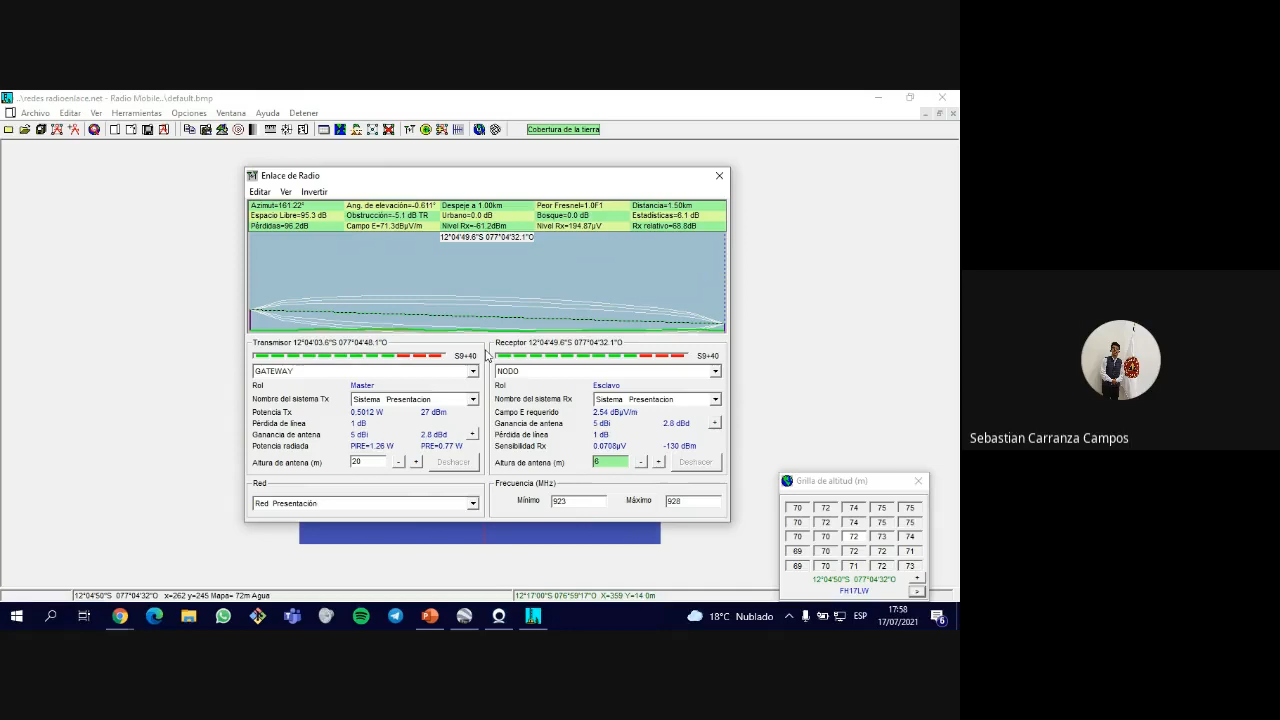 ..\redes radioenlace.net - Radio Mobile..\default.bmp
Archivo Editar Ver Herramientas Opciones Ventana Ayuda Detener
Cobertura de la tierra
Enlace de Radio
Editar Ver Invertir
Azimut=161.22° Ang. de elevación=-0.611° Despeje a 1.00km Peor Fresnel=1.0F1 Distancia=1.50km
Espacio Libre=95.3 dB Obstrucción=-5.1 dB TR Urbano=0.0 dB Bosque=0.0 dB Estadísticas=6.1 dB
Pérdidas=96.2dB Campo E=71.3dBµV/m Nivel Rx=-61.2dBm Nivel Rx=194.87µV Rx relativo=68.8dB
12°04'49.6"S 077°04'32.1"O
Transmisor 12°04'03.6"S 077°04'48.1"O
S9+40
GATEWAY
Rol Master
Nombre del sistema Tx Sistema Presentacion
Potencia Tx 0.5012 W 27 dBm
Pérdida de línea 1 dB
Ganancia de antena 5 dBi 2.8 dBd +
Potencia radiada PIRE=1.26 W PRE=0.77 W
Altura de antena (m) 20 - + Deshacer
Red
Red Presentación
Receptor 12°04'49.6"S 077°04'32.1"O
S9+40
NODO
Rol Esclavo
Nombre del sistema Rx Sistema Presentacion
Campo E requerido 2.54 dBµV/m
Ganancia de antena 5 dBi 2.8 dBd +
Pérdida de línea 1 dB
Sensibilidad Rx 0.0708µV -130 dBm
Altura de antena (m) 6 - + Deshacer
Frecuencia (MHz)
Mínimo 923 Máximo 928
Grilla de altitud (m)
70 72 74 75 75
70 72 74 75 75
70 70 72 73 74
69 70 72 72 71
69 70 71 72 73
12°04'50"S 077°04'32"O +
FH17LW >
12°04'50"S 077°04'32"O x=262 y=245 Mapa= 72m Agua
12°17'00"S 076°59'17"O X=359 Y=14 0m
18°C Nublado ESP 17:58
17/07/2021
6
Sebastian Carranza Campos